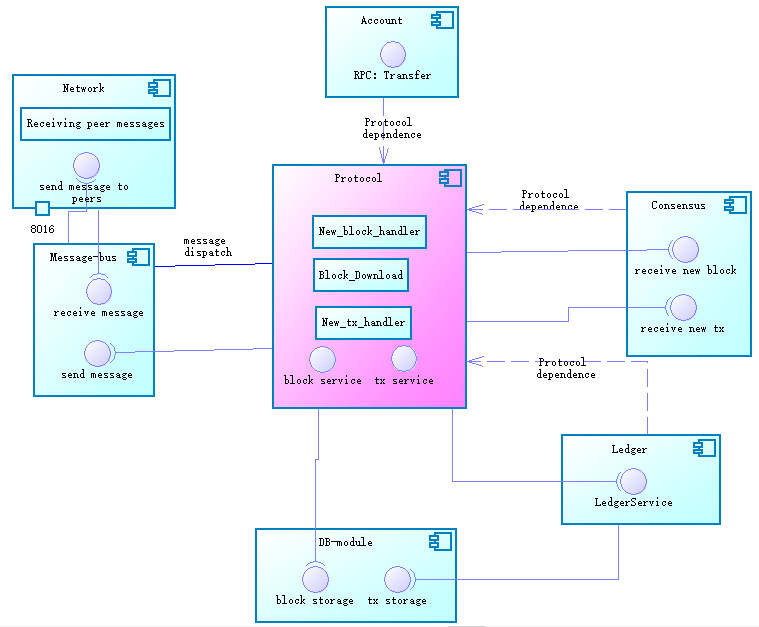 Account
RPC: Transfer
Network
Receiving peer messages
send message to
peers
8016
Protocol
dependence
Protocol
New_block_handler
Block_Download
New_tx_handler
block service
tx service
Protocol
dependence
Consensus
receive new block
receive new tx
Message-bus
receive message
send message
message
dispatch
Protocol
dependence
Ledger
LedgerService
DB-module
block storage
tx storage